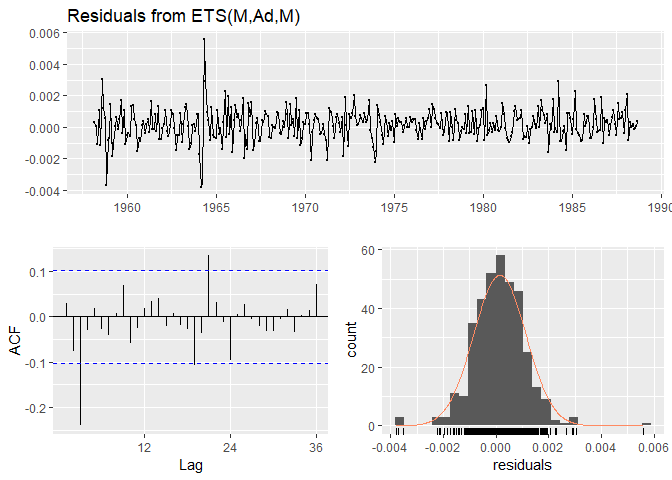 Residuals from ETS(M,Ad,M)
0.006
0.004
0.002
0.000
-0.002
-0.004
1960 1965 1970 1975 1980 1985 1990
0.1
0.0
-0.1
-0.2
ACF
12 24 36
Lag
60
40
20
0
count
-0.004 -0.002 0.000 0.002 0.004 0.006
residuals